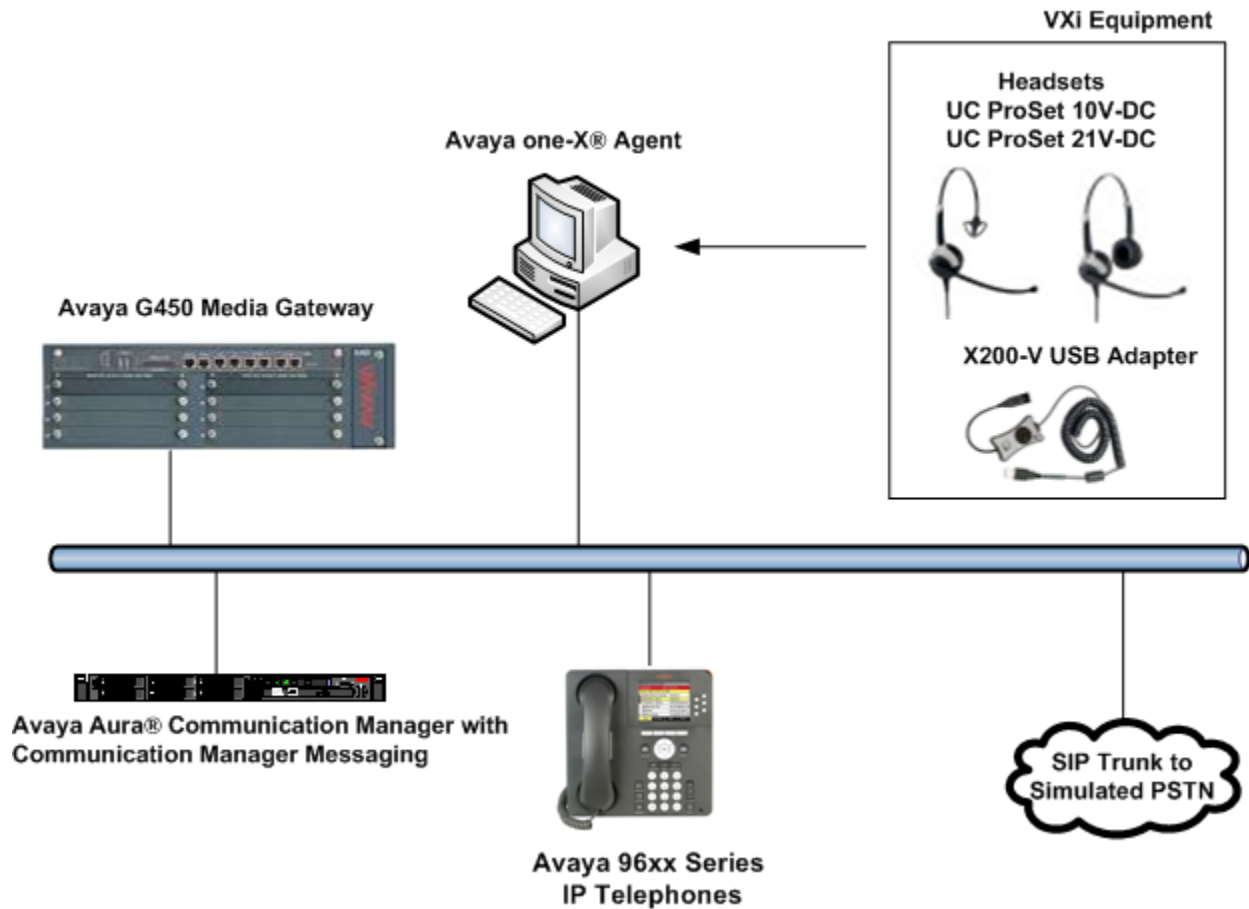 VXi Equipment
Headsets
UC ProSet 10V-DC
UC ProSet 21V-DC
Avaya one-X® Agent
Avaya G450 Media Gateway
AVAYA
X200-V USB Adapter
Avaya Aura® Communication Manager with
Communication Manager Messaging
SIP Trunk to
Simulated PSTN
Avaya 96xx Series
IP Telephones